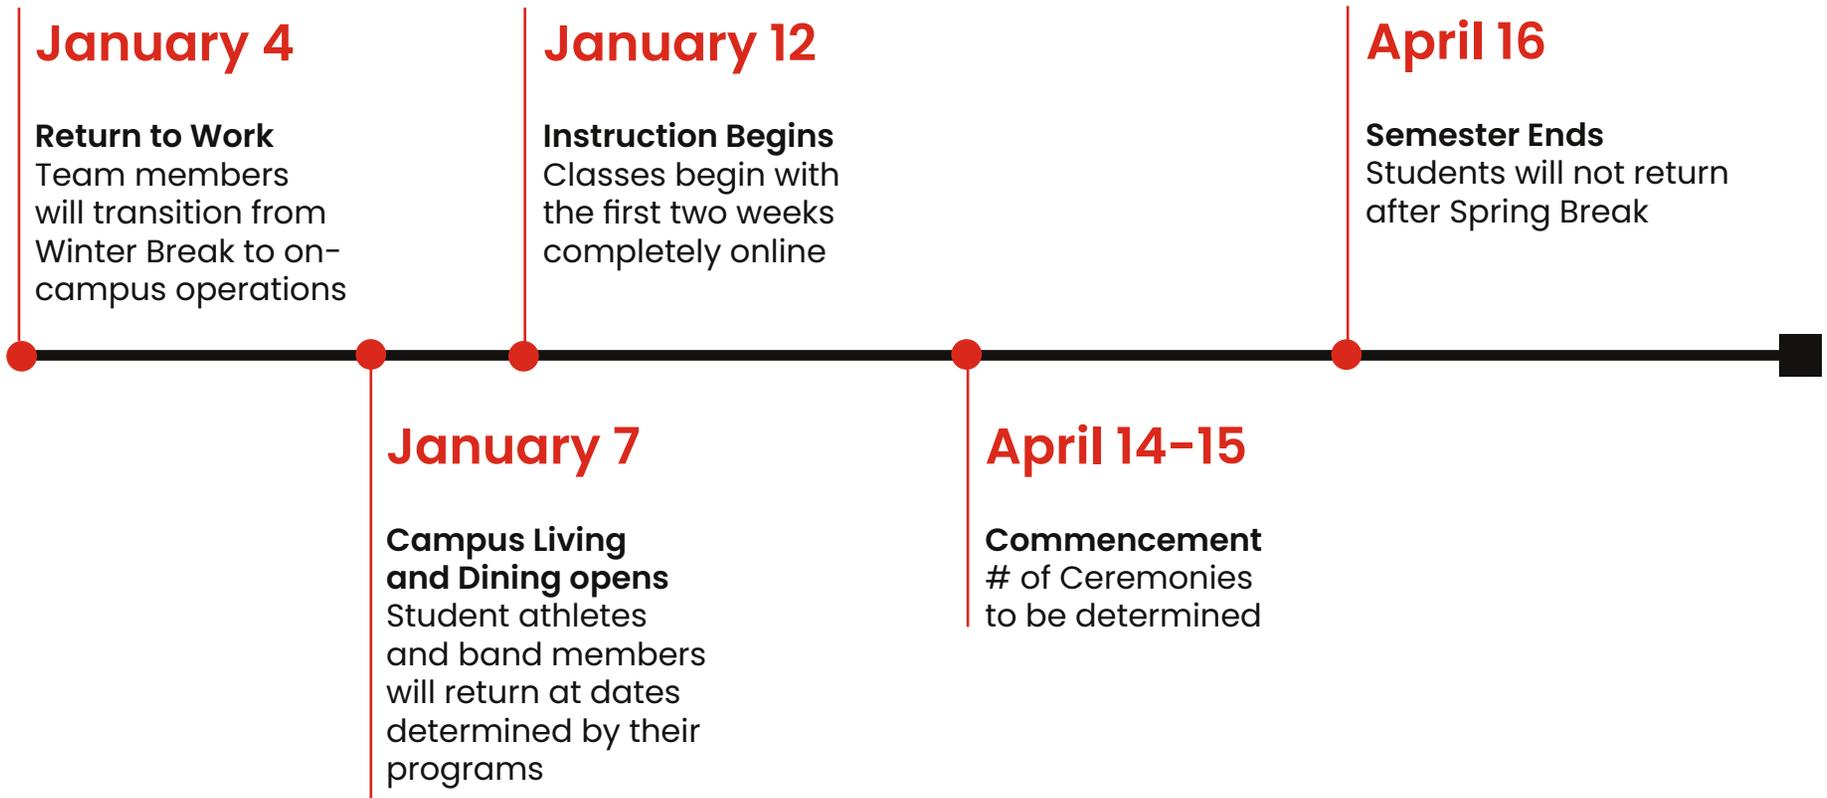 January 4
Return to Work
Team members
will transition from
Winter Break to on-
campus operations
January 12
Instruction Begins
Classes begin with
the first two weeks
completely online
April 16
Semester Ends
Students will not return
after Spring Break
January 7
Campus Living
and Dining opens
Student athletes
and band members
will return at dates
determined by their
programs
April 14-15
Commencement
# of Ceremonies
to be determined